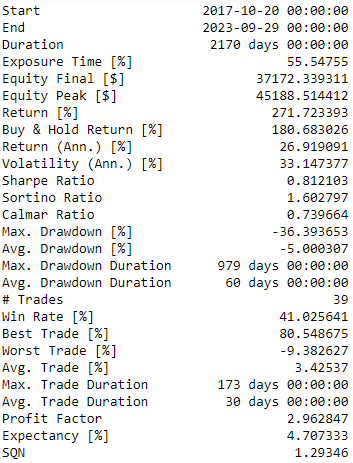 Start 2017-10-20 00:00:00
End 2023-09-29 00:00:00
Duration 2170 days 00:00:00
Exposure Time [%] 55.54755
Equity Final [$] 37172.339311
Equity Peak [$] 45188.514412
Return [%] 271.723393
Buy & Hold Return [%] 180.683026
Return (Ann.) [%] 26.919091
Volatility (Ann.) [%] 33.147377
Sharpe Ratio 0.812103
Sortino Ratio 1.602797
Calmar Ratio 0.739664
Max. Drawdown [%] -36.393653
Avg. Drawdown [%] -5.000307
Max. Drawdown Duration 979 days 00:00:00
Avg. Drawdown Duration 60 days 00:00:00
# Trades 39
Win Rate [%] 41.025641
Best Trade [%] 80.548675
Worst Trade [%] -9.382627
Avg. Trade [%] 3.42537
Max. Trade Duration 173 days 00:00:00
Avg. Trade Duration 30 days 00:00:00
Profit Factor 2.962847
Expectancy [%] 4.707333
SQN 1.29346